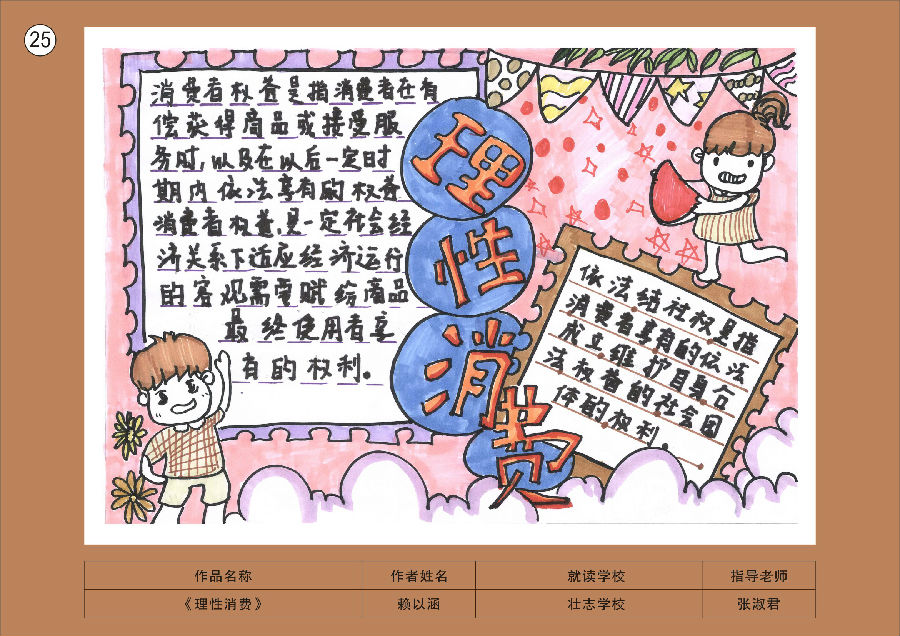 25
消费者权益是指消费者在有
偿获得商品或接受服
务时,以及在以后一定时
期内依法享有的权益
消费者权益,是一定社会经
济关系下适应经济运行
的客观需要赋给商品
最终使用者享
有的权利。
理性消费
依法结社权是指
消费者享有的依法
成立维护自身合
法权益的社会团
体的权利。
作品名称 作者姓名 就读学校 指导老师
《理性消费》 赖以涵 壮志学校 张淑君